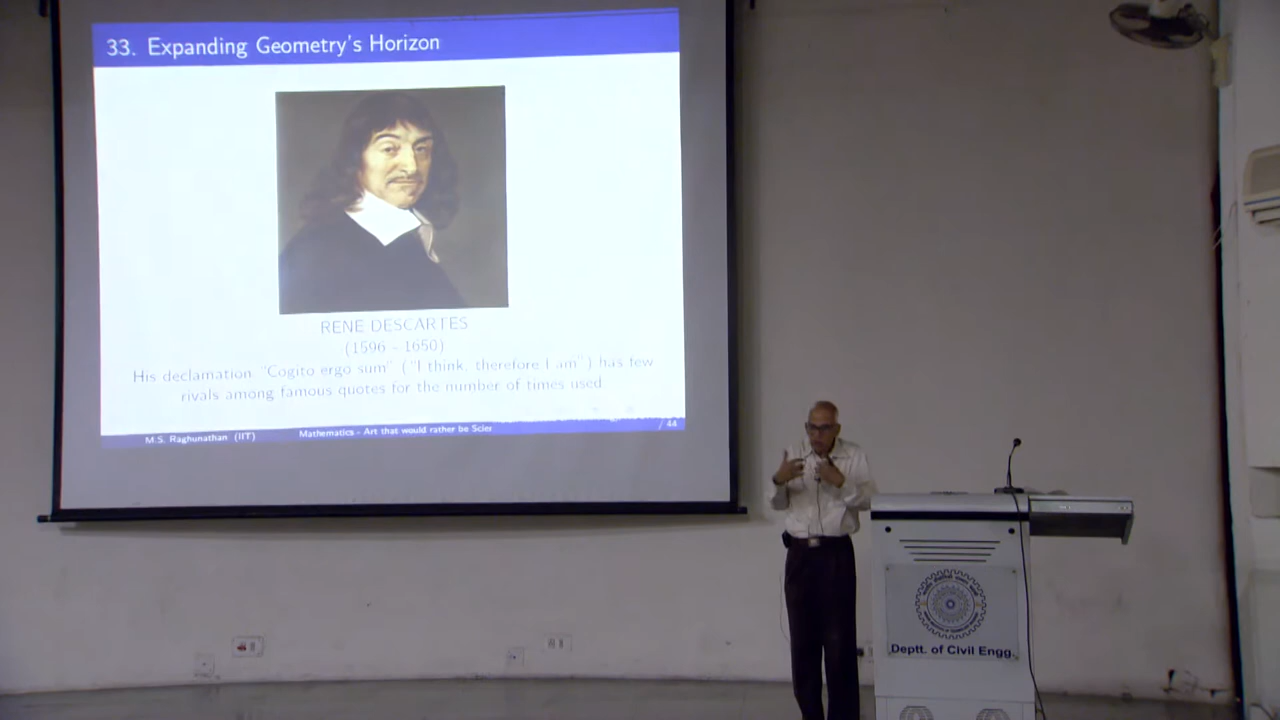 33. Expanding Geometry's Horizon
RENE DESCARTES
(1596 - 1650)
His declaration "Cogito ergo sum" ("I think, therefore I am") has few
rivals among famous quotes for the number of times used
M.S. Raghunathan (IIT)
Mathematics - Art that would rather be Scien
/ 44
Deptt. of Civil Engg.